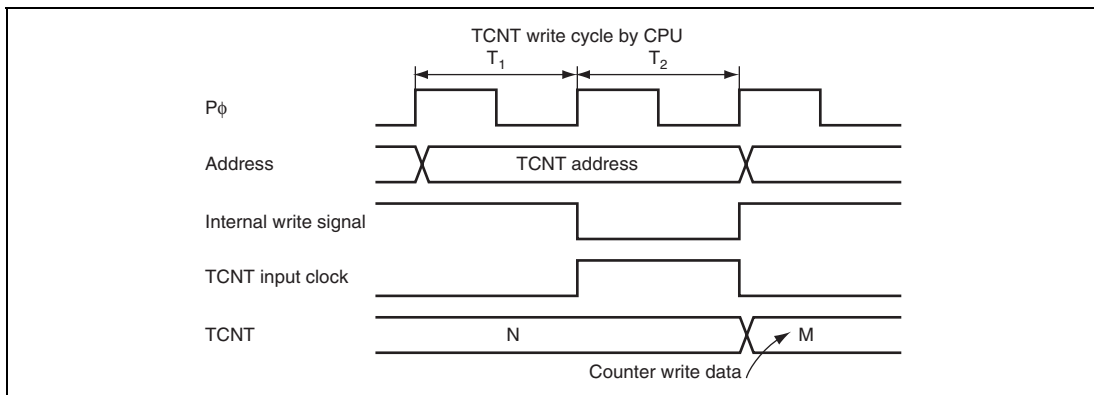 TCNT write cycle by CPU
T1 T2
Pϕ
Address TCNT address
Internal write signal
TCNT input clock
TCNT N M
Counter write data